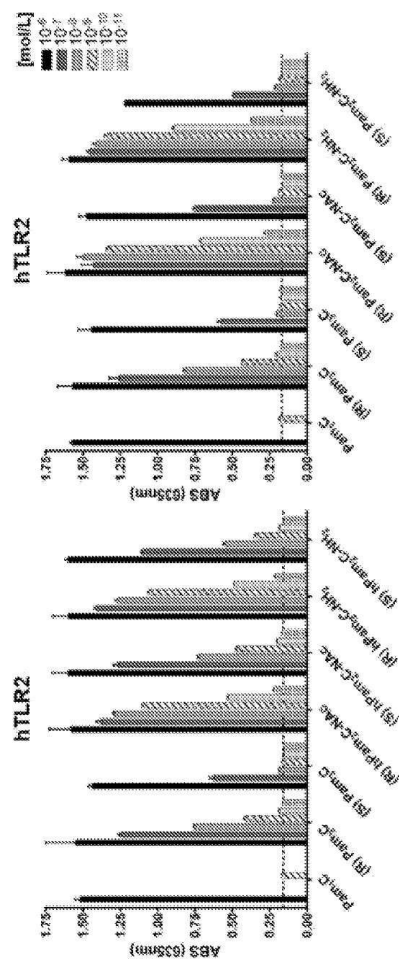 hTLR2
ABS (635nm)
1.75
1.50
1.25
1.00
0.75
0.50
0.25
0.00
Pam₃C
(R) Pam₂C
(S) Pam₂C
(R) hPam₂C-NAc
(S) hPam₂C-NAc
(R) hPam₂C-NH₂
(S) hPam₂C-NH₂
hTLR2
ABS (635nm)
1.75
1.50
1.25
1.00
0.75
0.50
0.25
0.00
Pam₃C
(R) Pam₂C
(S) Pam₂C
(R) Pam₂C-NAc
(S) Pam₂C-NAc
(R) Pam₂C-NH₂
(S) Pam₂C-NH₂
[mol/L]
10⁻⁶
10⁻⁷
10⁻⁸
10⁻⁹
10⁻¹⁰
10⁻¹¹